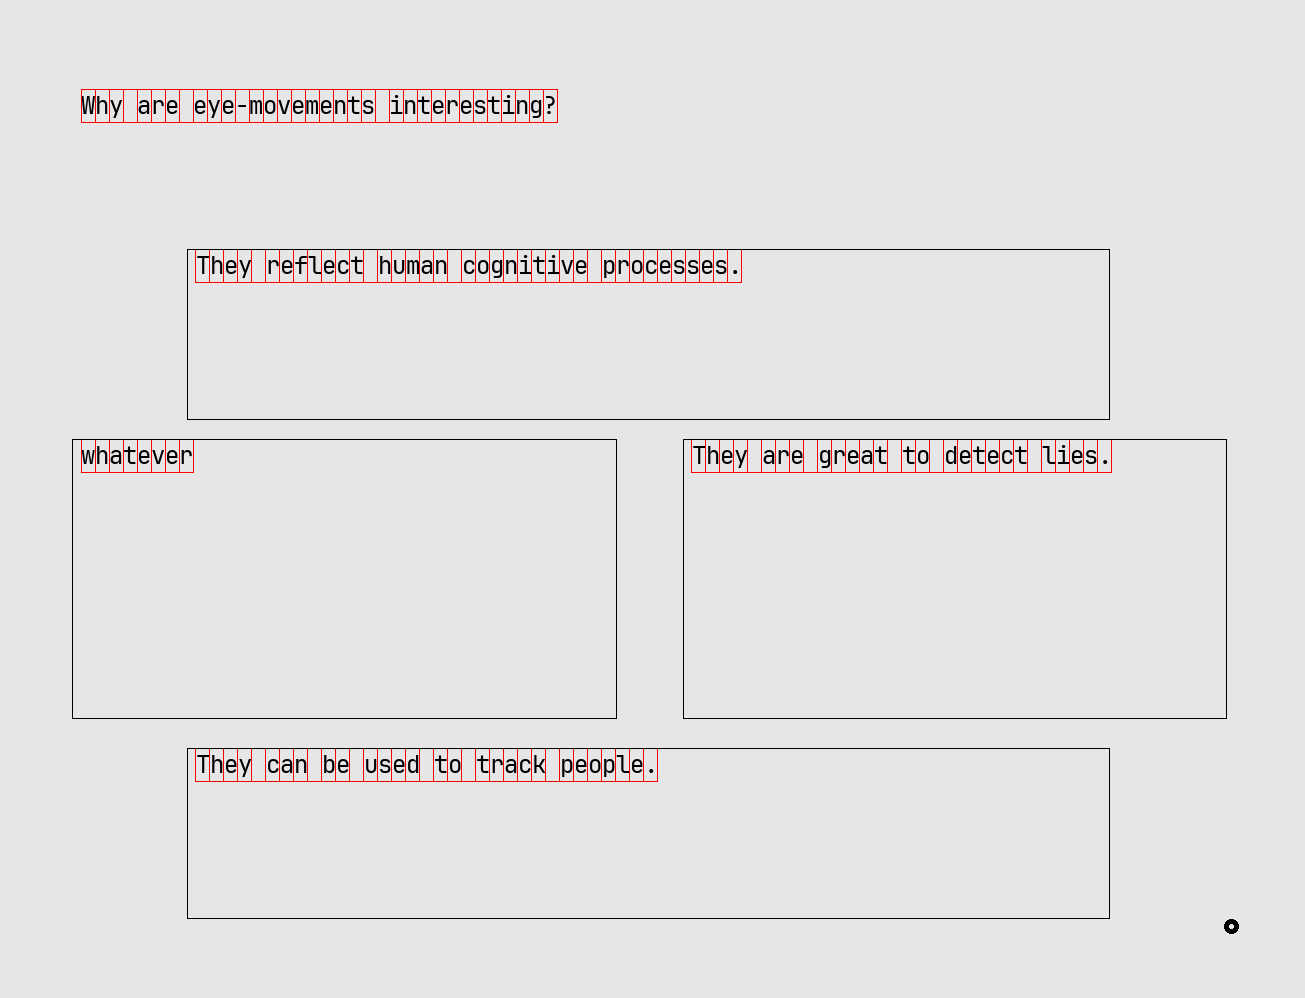 Why are eye-movements interesting?
They reflect human cognitive processes.
whatever
They are great to detect lies.
They can be used to track people.